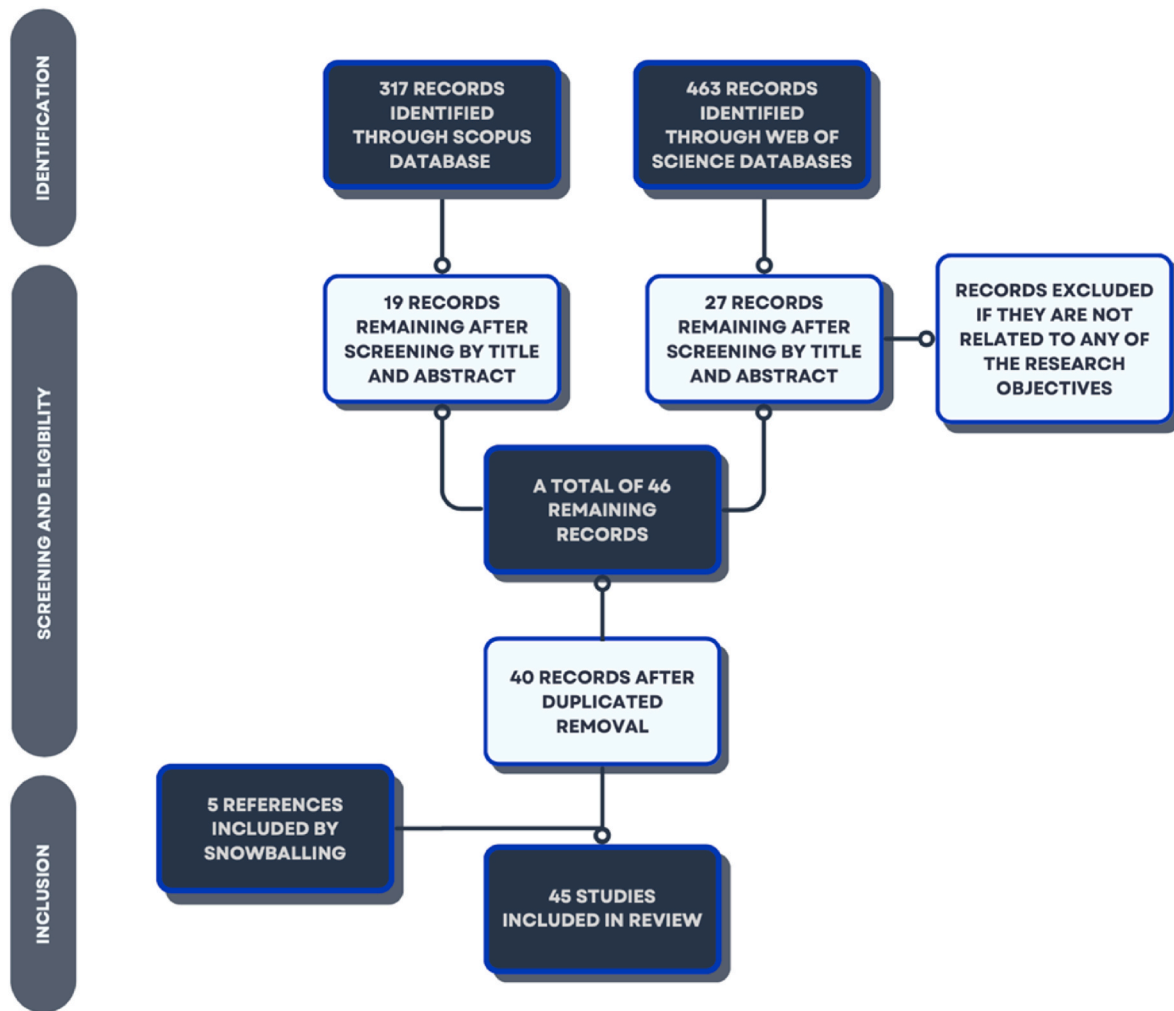 IDENTIFICATION
317 RECORDS
IDENTIFIED
THROUGH SCOPUS
DATABASE
463 RECORDS
IDENTIFIED
THROUGH WEB OF
SCIENCE DATABASES
SCREENING AND ELIGIBILITY
19 RECORDS
REMAINING AFTER
SCREENING BY TITLE
AND ABSTRACT
27 RECORDS
REMAINING AFTER
SCREENING BY TITLE
AND ABSTRACT
RECORDS EXCLUDED
IF THEY ARE NOT
RELATED TO ANY OF
THE RESEARCH
OBJECTIVES
A TOTAL OF 46
REMAINING
RECORDS
40 RECORDS AFTER
DUPLICATED
REMOVAL
INCLUSION
5 REFERENCES
INCLUDED BY
SNOWBALLING
45 STUDIES
INCLUDED IN REVIEW